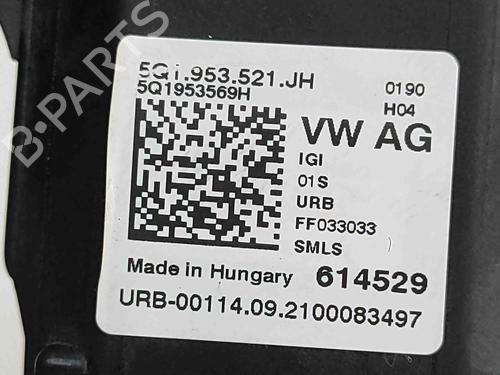 B-PARTS
5Q1.953.521.JH 0190
5Q1953569H H04
VW AG
IGI
01S
URB
FF033033
SMLS
Made in Hungary 614529
URB-00114.09.2100083497